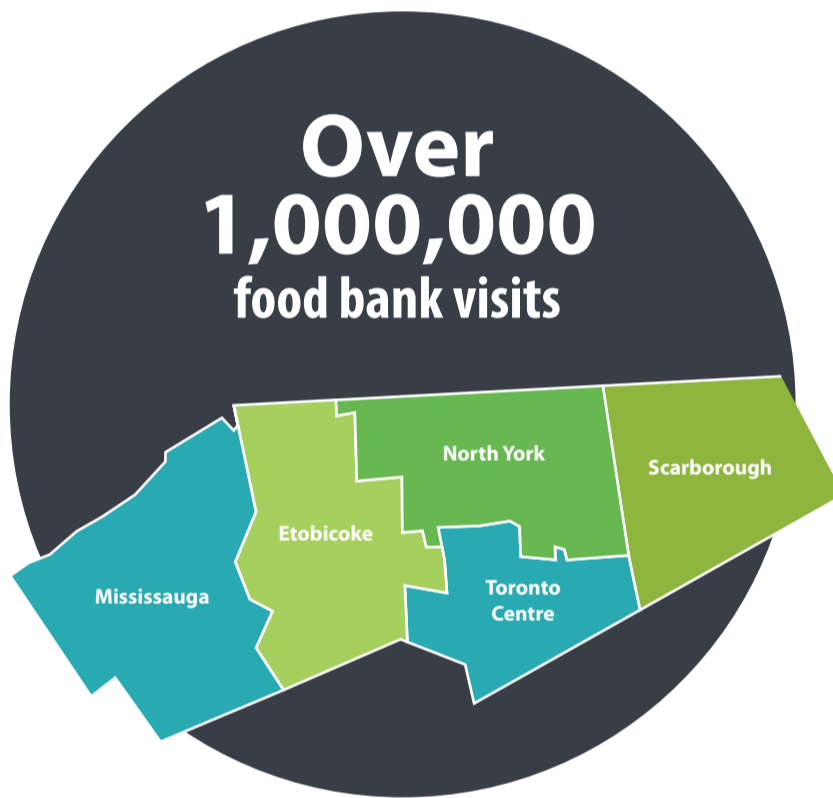 Over
1,000,000
food bank visits
North York
Scarborough
Etobicoke
Mississauga
Toronto
Centre